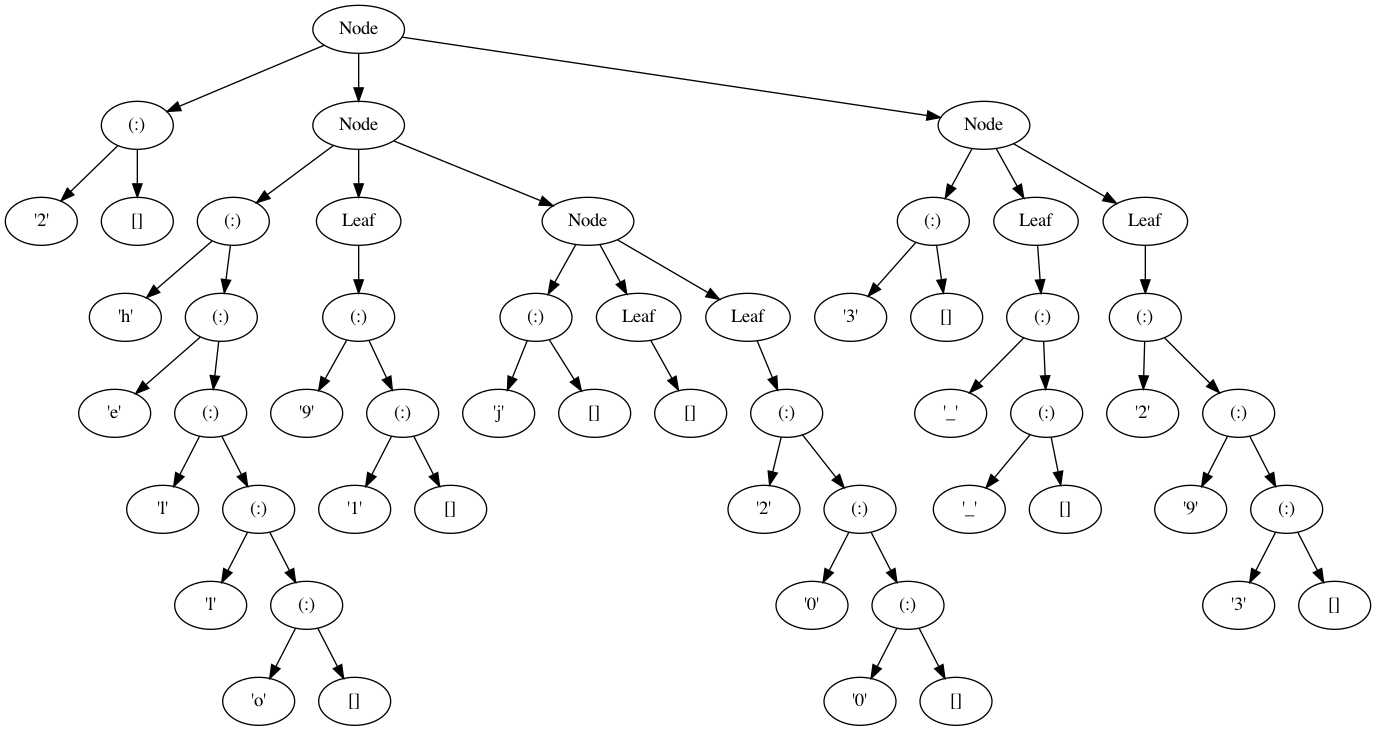 Node
(:) Node Node
'2' [] (:) Leaf Node (:) Leaf Leaf
'h' (:) (:) (:) Leaf Leaf '3' [] (:) (:)
'e' (:) '9' (:) 'j' [] [] (:) '_' (:) '2' (:)
'l' (:) '1' [] '2' (:) '_' [] '9' (:)
'l' (:) '0' (:) '3' []
'o' [] '0' []